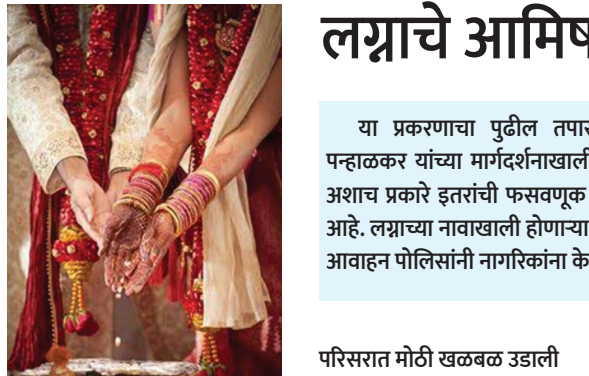 लग्नाचे आमिष
या प्रकरणाचा पुढील तपास
पन्हाळकर यांच्या मार्गदर्शनाखाली
अशाच प्रकारे इतरांची फसवणूक
आहे. लग्नाच्या नावाखाली होणाऱ्या
आवाहन पोलिसांनी नागरिकांना के
परिसरात मोठी खळबळ उडाली